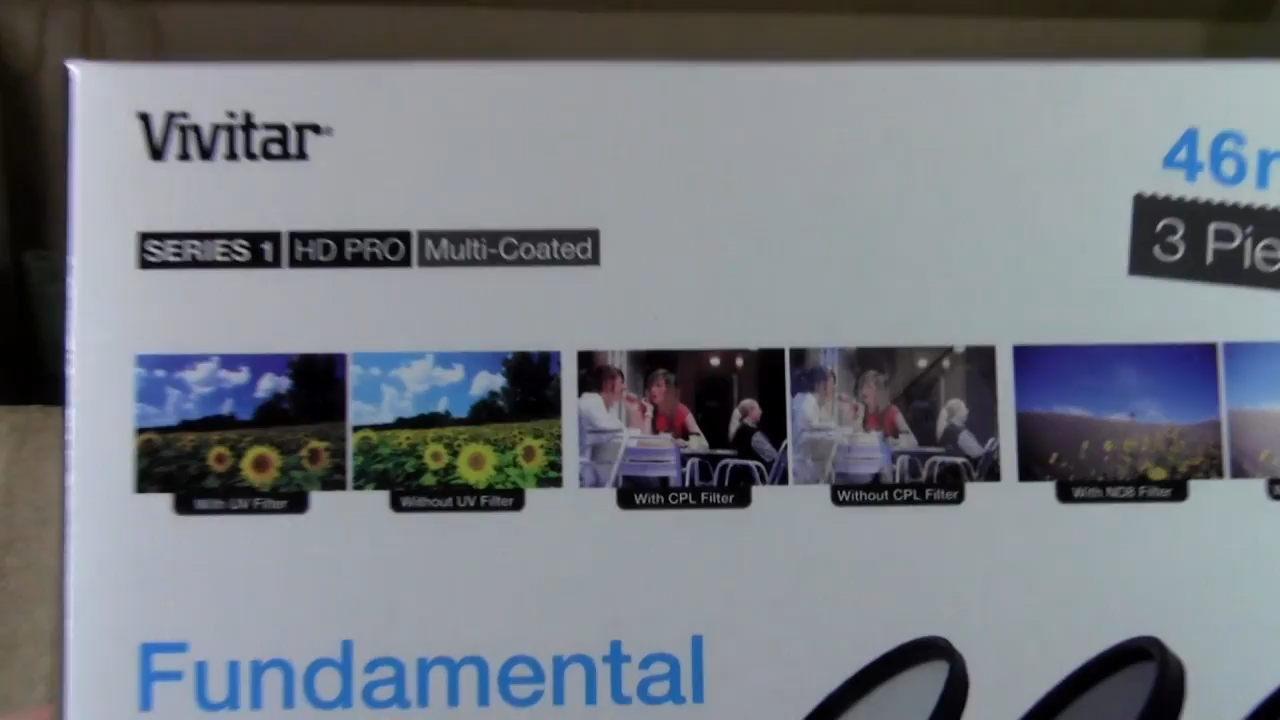 Vivitar
46
SERIES 1 HD PRO Multi-Coated
3 Pie
With UV Filter Without UV Filter With CPL Filter Without CPL Filter With ND8 Filter
Fundamental